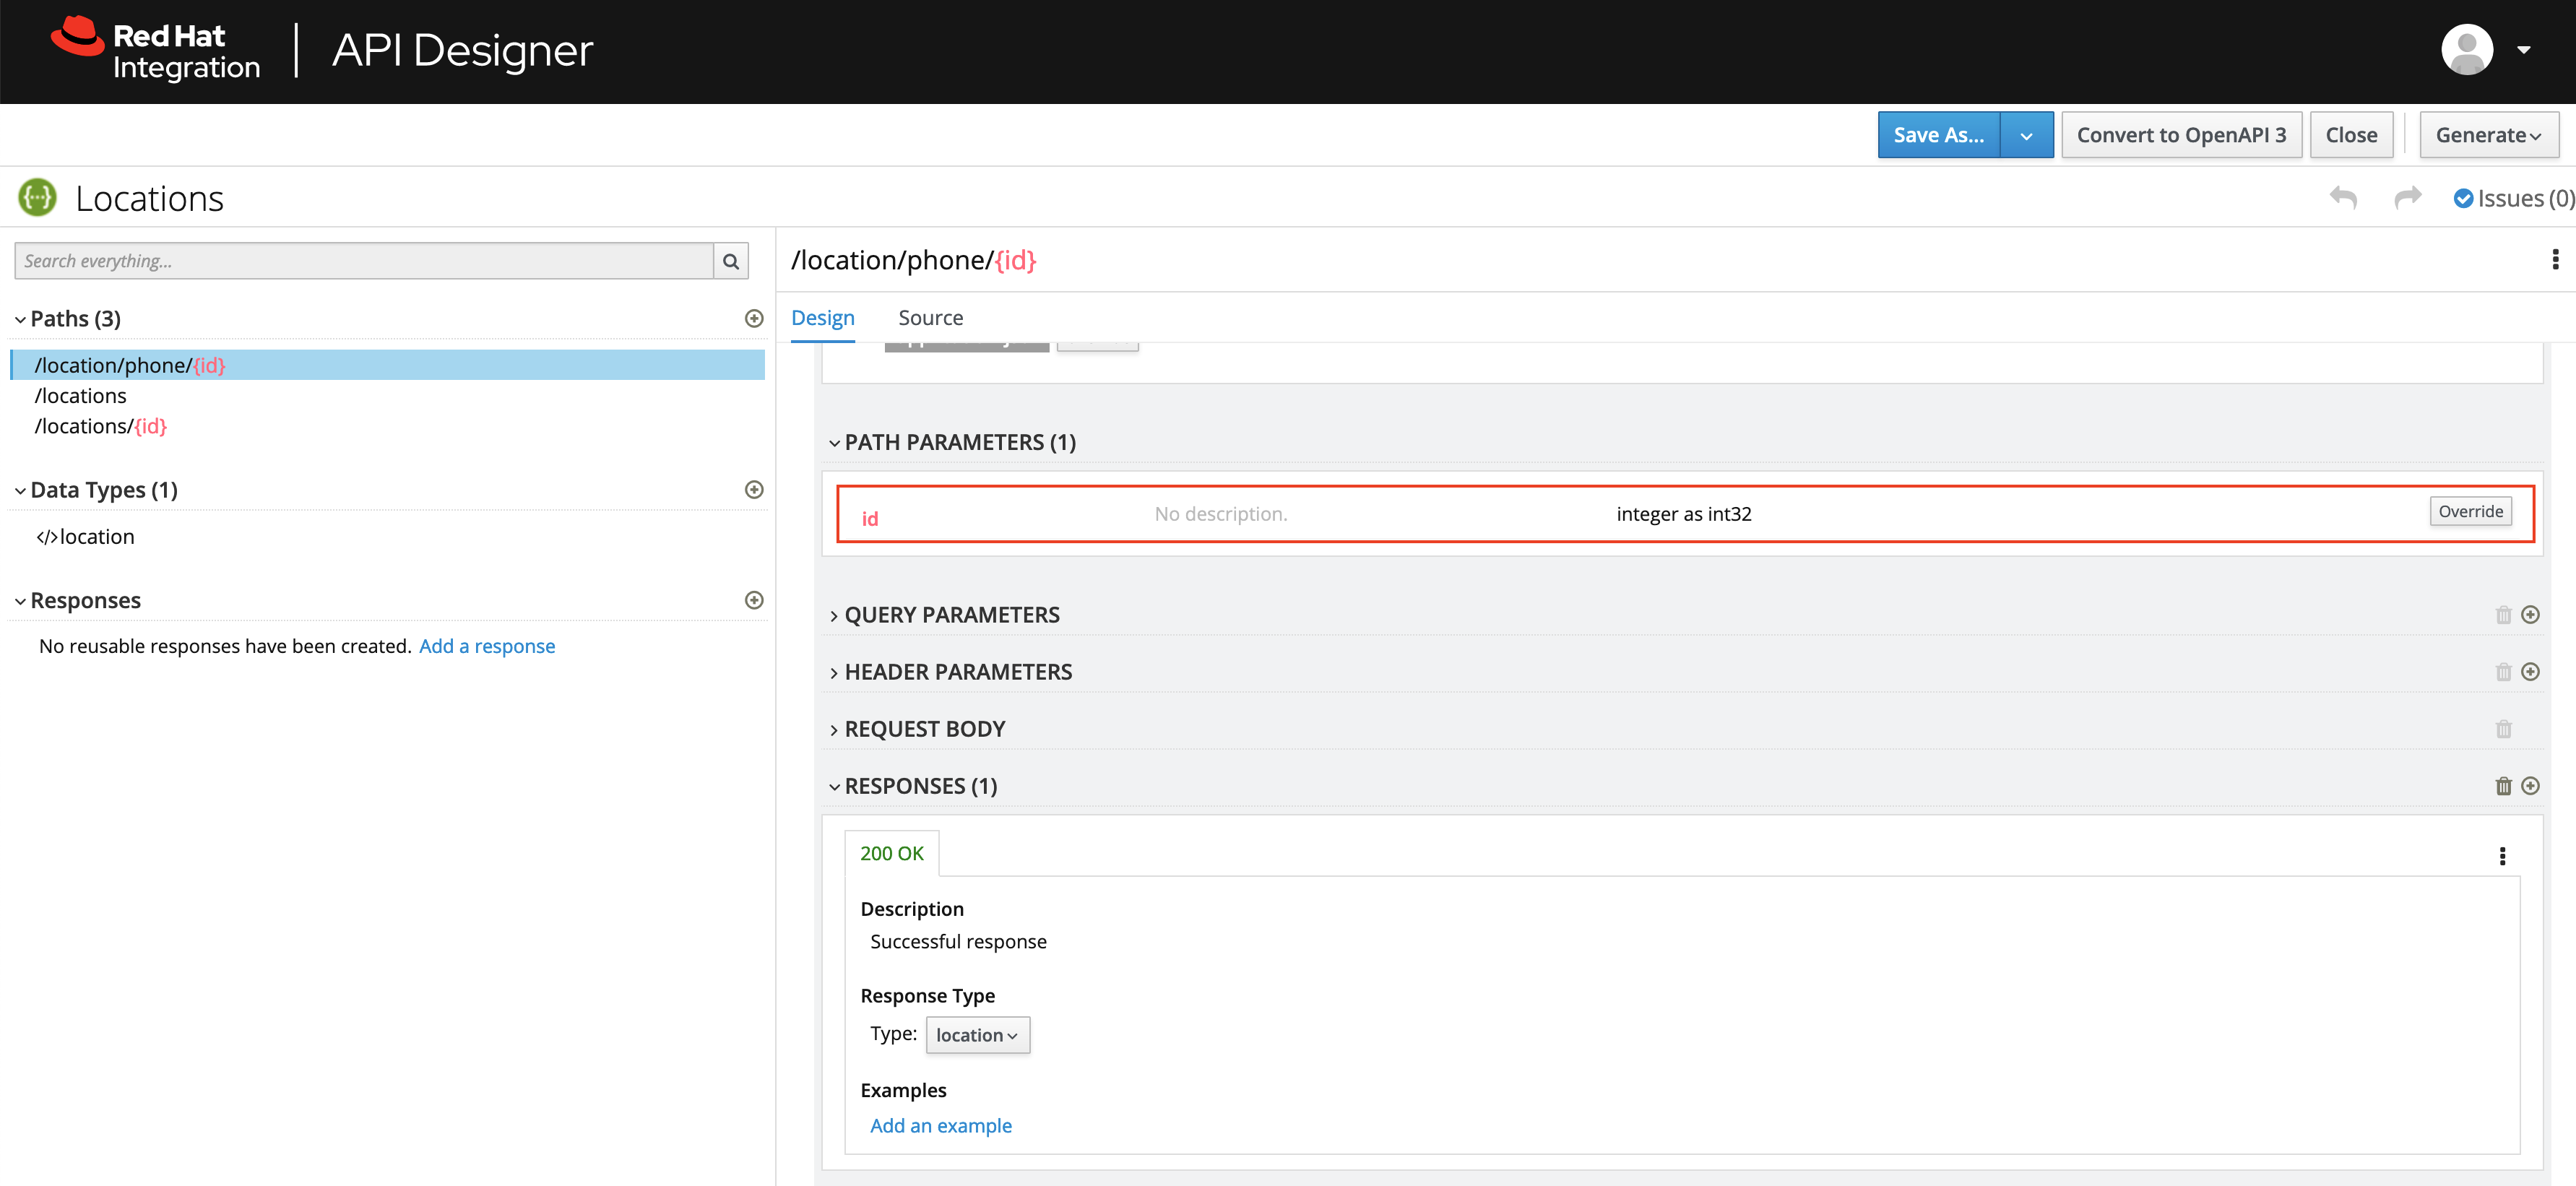 Red Hat
Integration
API Designer
Save As...
Convert to OpenAPI 3
Close
Generate
Locations
Issues (0)
Search everything...
/location/phone/{id}
Design
Source
Paths (3)
/location/phone/{id}
/locations
/locations/{id}
Data Types (1)
</>location
Responses
No reusable responses have been created. Add a response
PATH PARAMETERS (1)
id
No description.
integer as int32
Override
QUERY PARAMETERS
HEADER PARAMETERS
REQUEST BODY
RESPONSES (1)
200 OK
Description
Successful response
Response Type
Type: location
Examples
Add an example